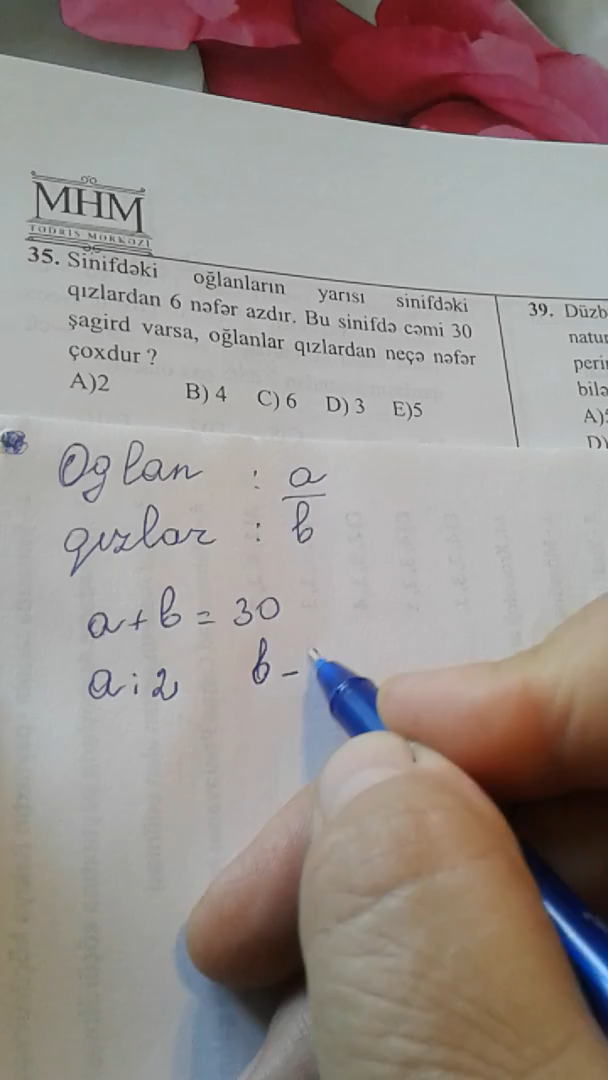 MHM
TƏDRİS MƏRKƏZİ
35. Sinifdəki oğlanların yarısı sinifdəki
qızlardan 6 nəfər azdır. Bu sinifdə cəmi 30
şagird varsa, oğlanlar qızlardan neçə nəfər
çoxdur ?
A)2 B) 4 C) 6 D) 3 E)5
39. Düzb
natur
perin
bilə
A):
D)
Oglan : a
qızlar : b
a+b = 30
a:2 b -